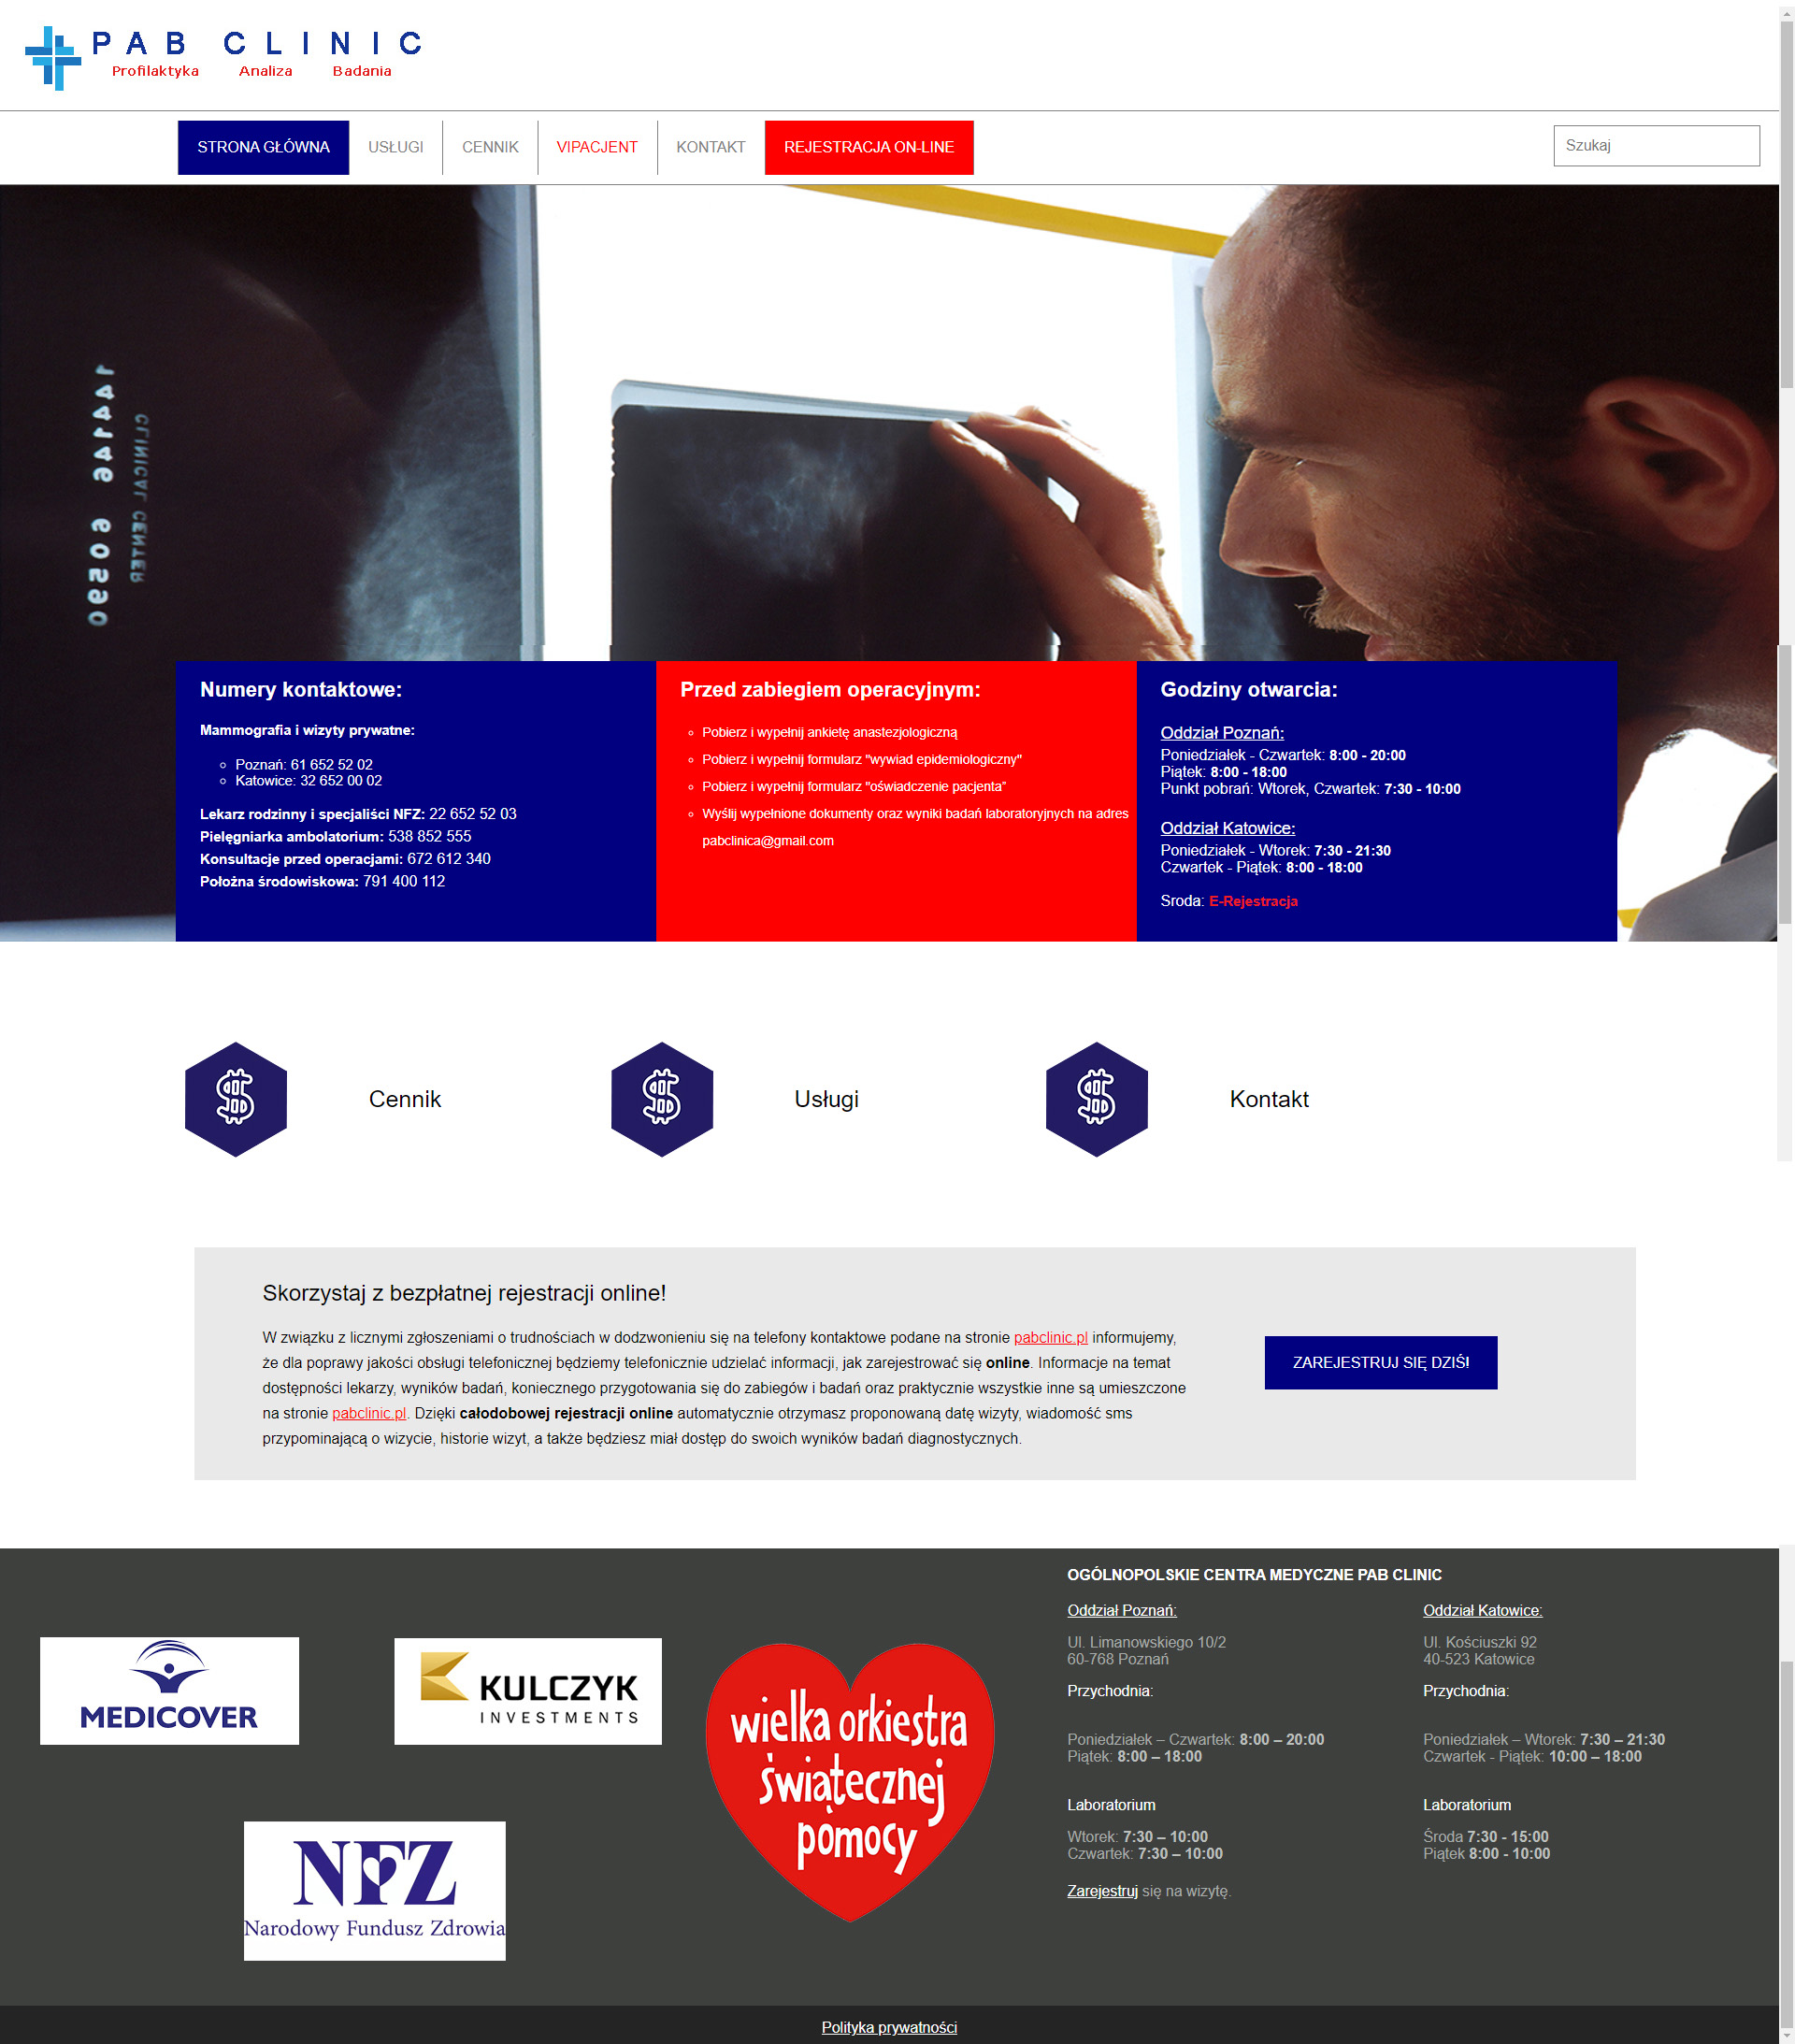 PAB CLINIC
Profilaktyka Analiza Badania
STRONA GŁÓWNA USŁUGI CENNIK VIPACJENT KONTAKT REJESTRACJA ON-LINE Szukaj
144146 60590
CLINICAL CENTER
Numery kontaktowe:
Mammografia i wizyty prywatne:
Poznań: 61 652 52 02
Katowice: 32 652 00 02
Lekarz rodzinny i specjaliści NFZ: 22 652 52 03
Pielęgniarka ambolatorium: 538 852 555
Konsultacje przed operacjami: 672 612 340
Położna środowiskowa: 791 400 112
Przed zabiegiem operacyjnym:
Pobierz i wypełnij ankietę anastezjologiczną
Pobierz i wypełnij formularz "wywiad epidemiologiczny"
Pobierz i wypełnij formularz "oświadczenie pacjenta"
Wyślij wypełnione dokumenty oraz wyniki badań laboratoryjnych na adres
pabclinica@gmail.com
Godziny otwarcia:
Oddział Poznań:
Poniedziałek - Czwartek: 8:00 - 20:00
Piątek: 8:00 - 18:00
Punkt pobrań: Wtorek, Czwartek: 7:30 - 10:00
Oddział Katowice:
Poniedziałek - Wtorek: 7:30 - 21:30
Czwartek - Piątek: 8:00 - 18:00
Sroda: E-Rejestracja
Cennik
Usługi
Kontakt
Skorzystaj z bezpłatnej rejestracji online!
W związku z licznymi zgłoszeniami o trudnościach w dodzwonieniu się na telefony kontaktowe podane na stronie pabclinic.pl informujemy,
że dla poprawy jakości obsługi telefonicznej będziemy telefonicznie udzielać informacji, jak zarejestrować się online. Informacje na temat
dostępności lekarzy, wyników badań, koniecznego przygotowania się do zabiegów i badań oraz praktycznie wszystkie inne są umieszczone
na stronie pabclinic.pl. Dzięki całodobowej rejestracji online automatycznie otrzymasz proponowaną datę wizyty, wiadomość sms
przypominającą o wizycie, historie wizyt, a także będziesz miał dostęp do swoich wyników badań diagnostycznych.
ZAREJESTRUJ SIĘ DZIŚ!
MEDICOVER
KULCZYK
INVESTMENTS
NFZ
Narodowy Fundusz Zdrowia
wielka orkiestra
świątecznej
pomocy
OGÓLNOPOLSKIE CENTRA MEDYCZNE PAB CLINIC
Oddział Poznań:
Ul. Limanowskiego 10/2
60-768 Poznań
Przychodnia:
Poniedziałek – Czwartek: 8:00 – 20:00
Piątek: 8:00 – 18:00
Laboratorium
Wtorek: 7:30 – 10:00
Czwartek: 7:30 – 10:00
Zarejestruj się na wizytę.
Oddział Katowice:
Ul. Kościuszki 92
40-523 Katowice
Przychodnia:
Poniedziałek – Wtorek: 7:30 – 21:30
Czwartek - Piątek: 10:00 – 18:00
Laboratorium
Środa 7:30 - 15:00
Piątek 8:00 - 10:00
Polityka prywatności